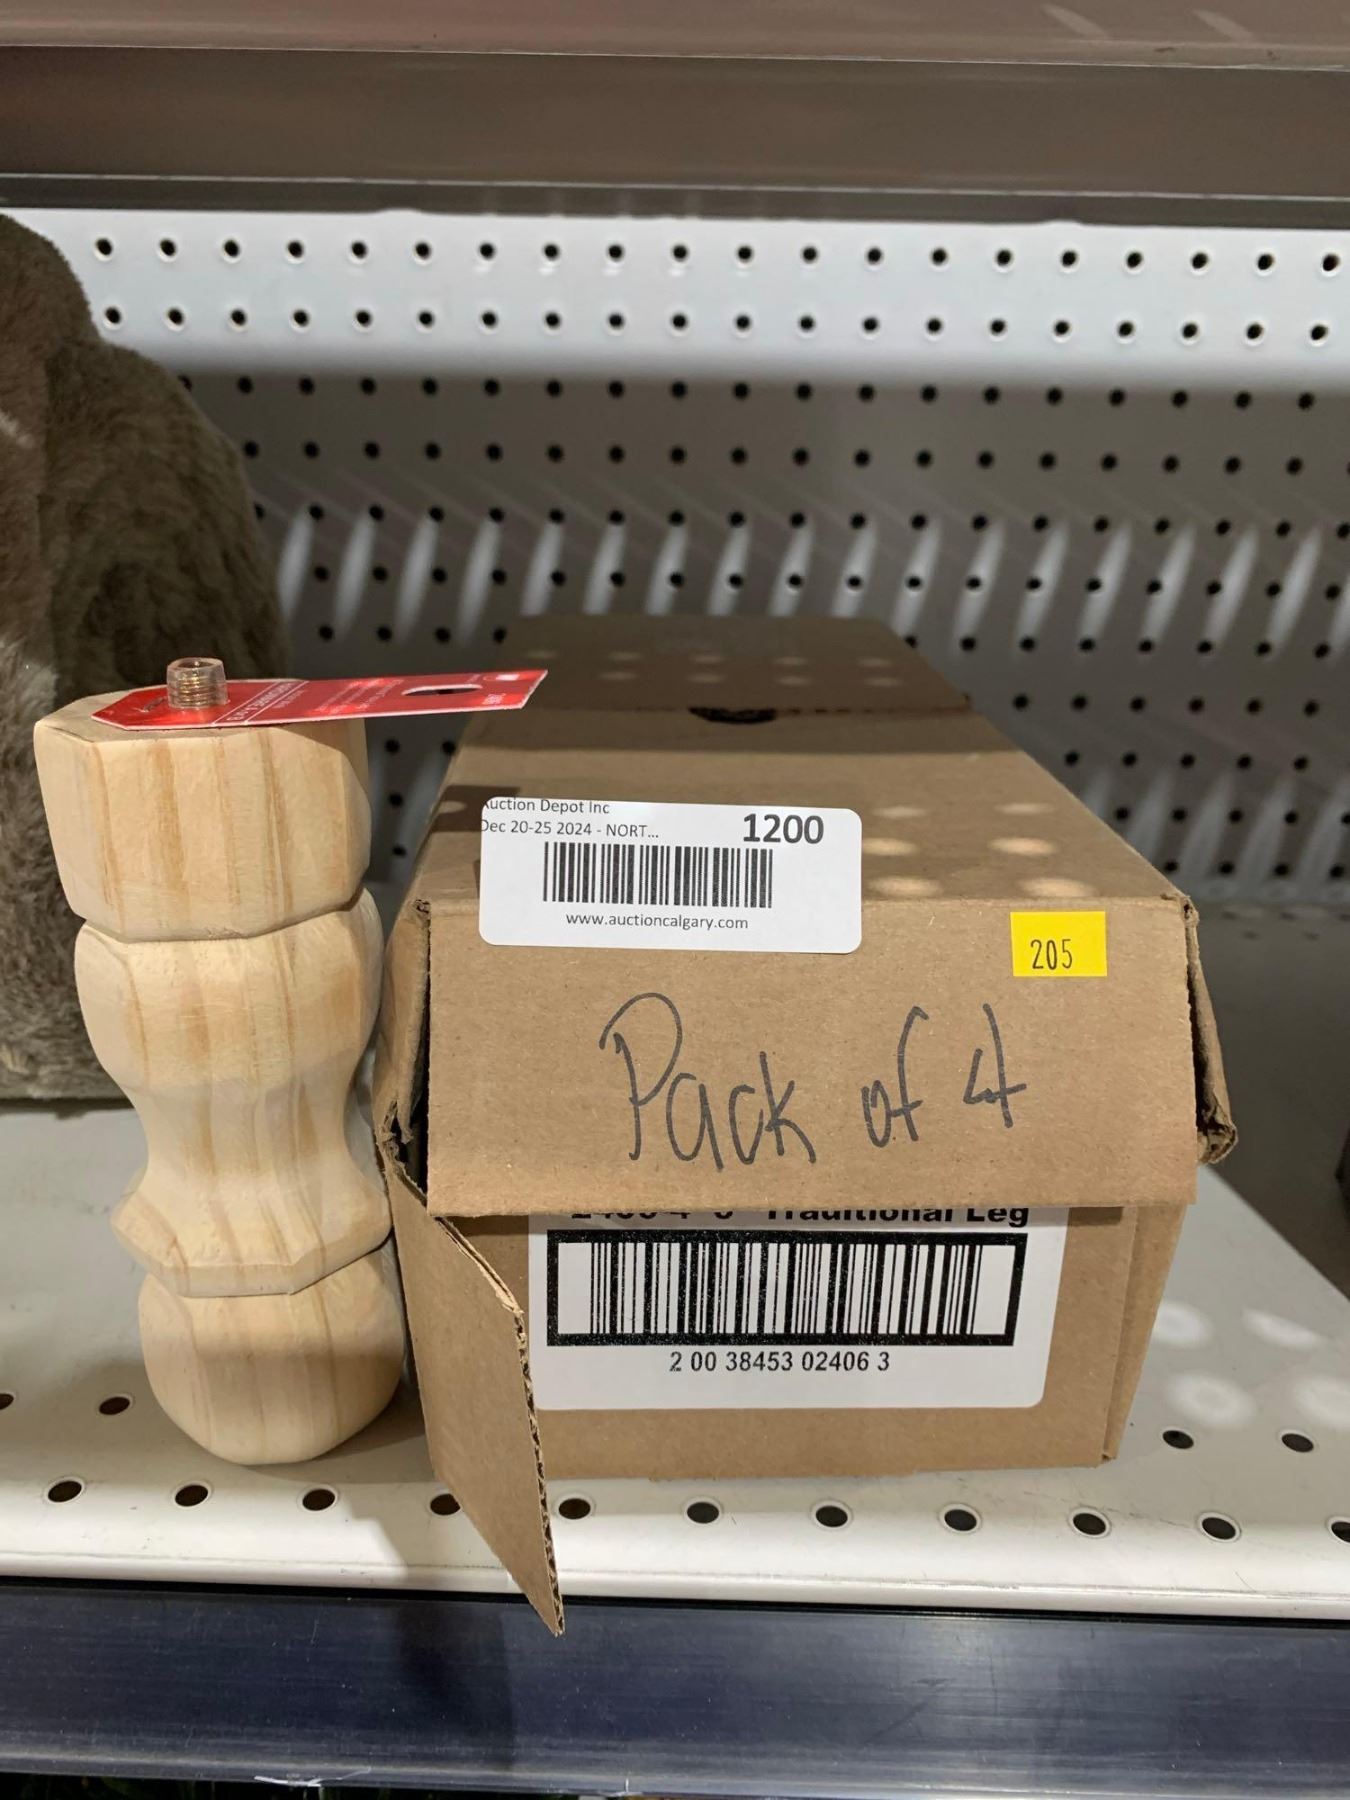 Auction Depot Inc
Dec 20-25 2024 - NORT...
1200
www.auctioncalgary.com
205
Pack of 4
Traditional Leg
2 00 38453 02406 3